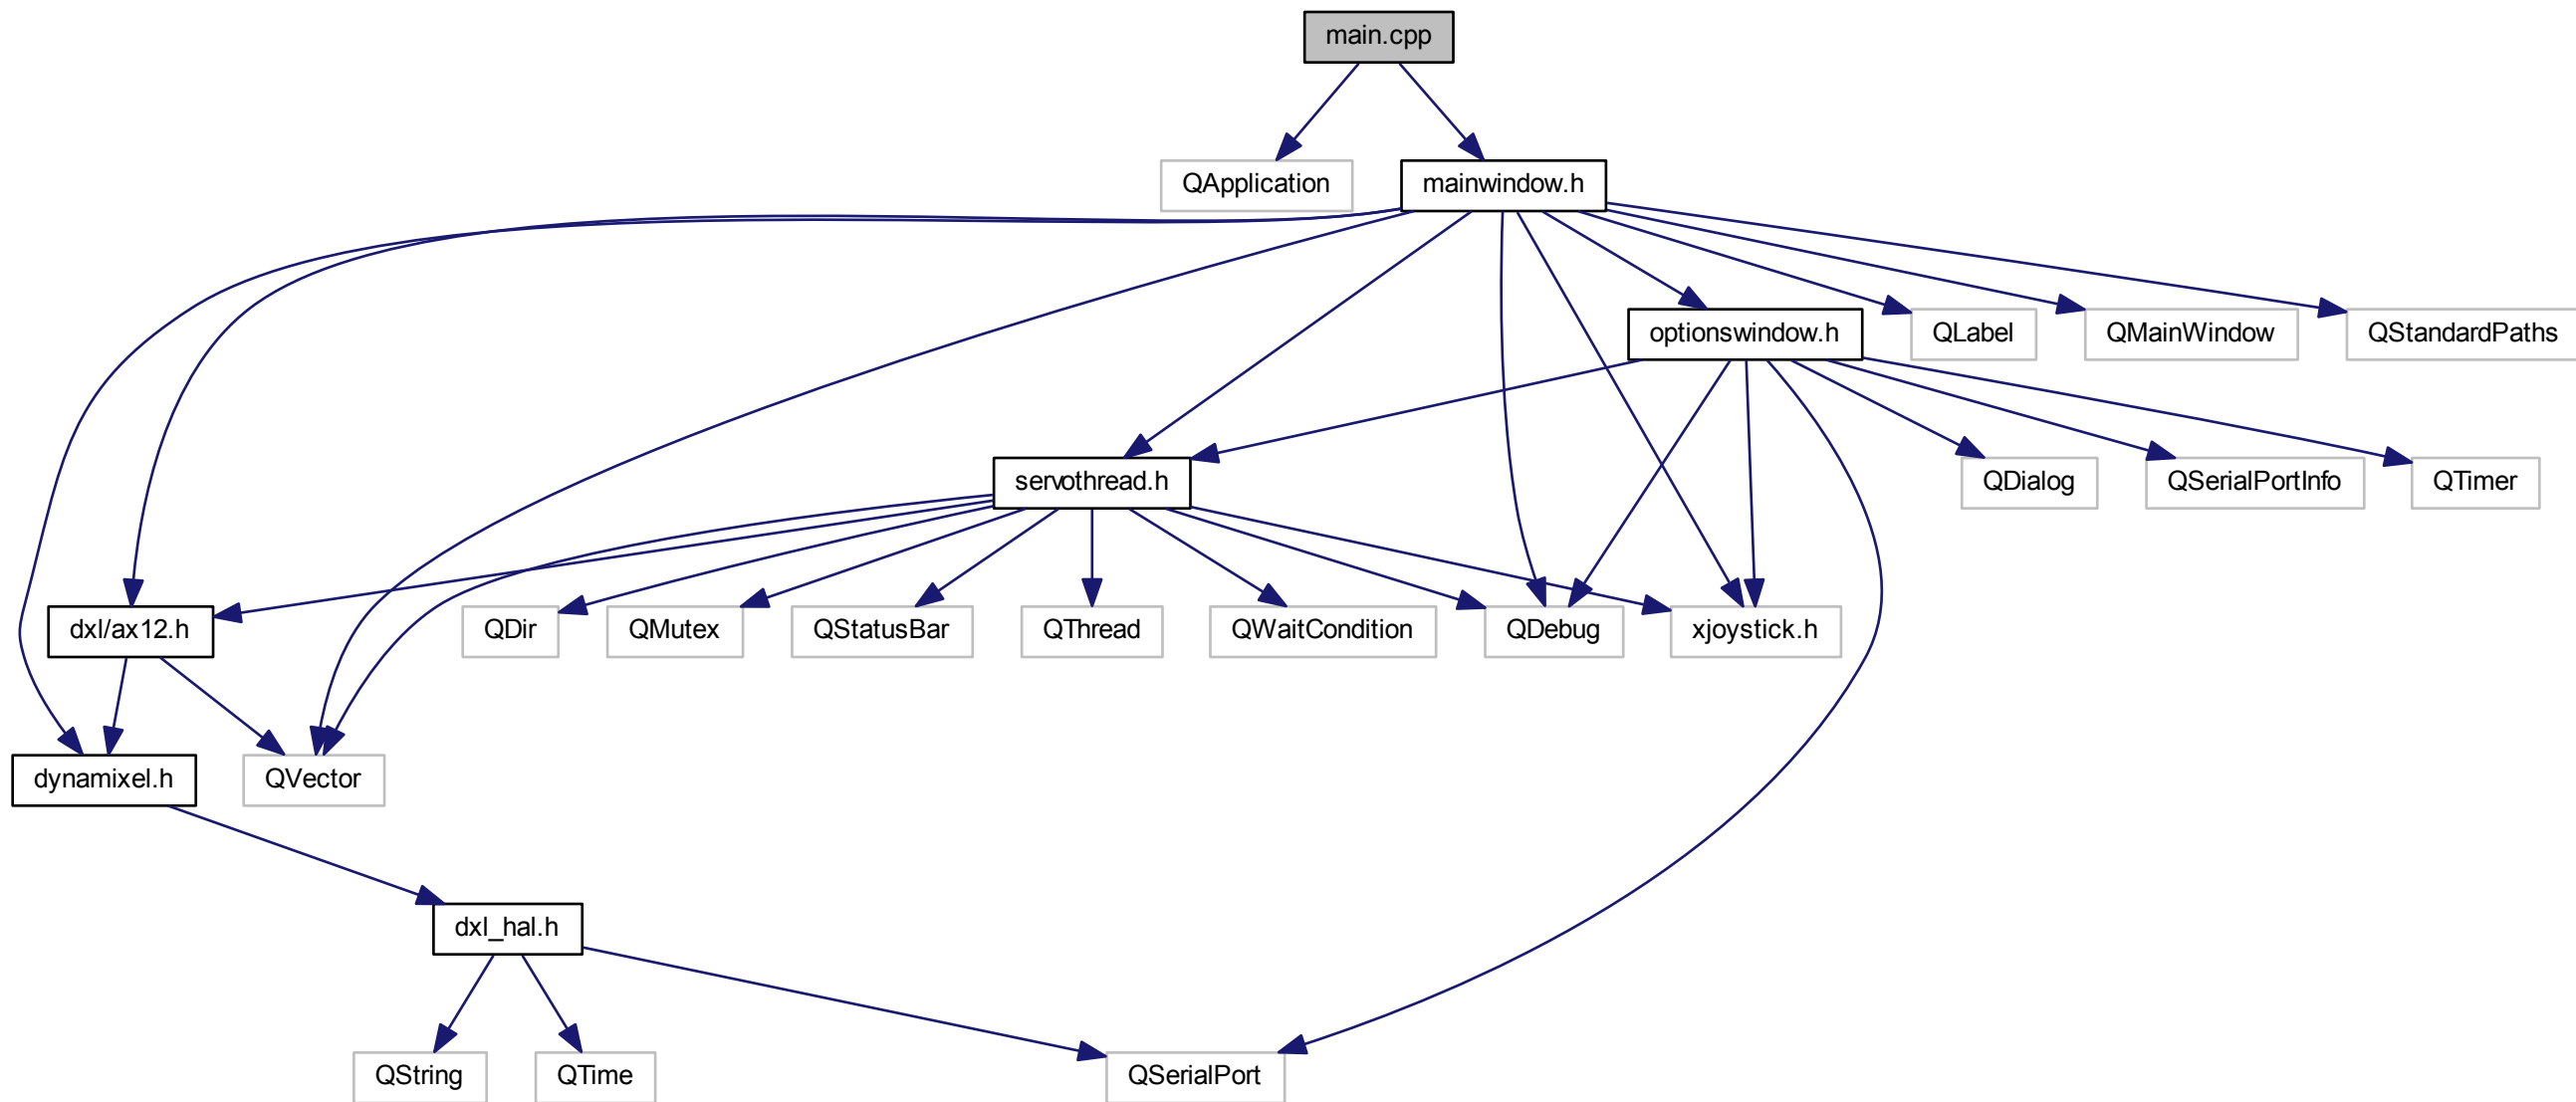 main.cpp
QApplication
mainwindow.h
optionswindow.h
QLabel
QMainWindow
QStandardPaths
servothread.h
QDialog
QSerialPortInfo
QTimer
dxl/ax12.h
QDir
QMutex
QStatusBar
QThread
QWaitCondition
QDebug
xjoystick.h
dynamixel.h
QVector
dxl_hal.h
QString
QTime
QSerialPort